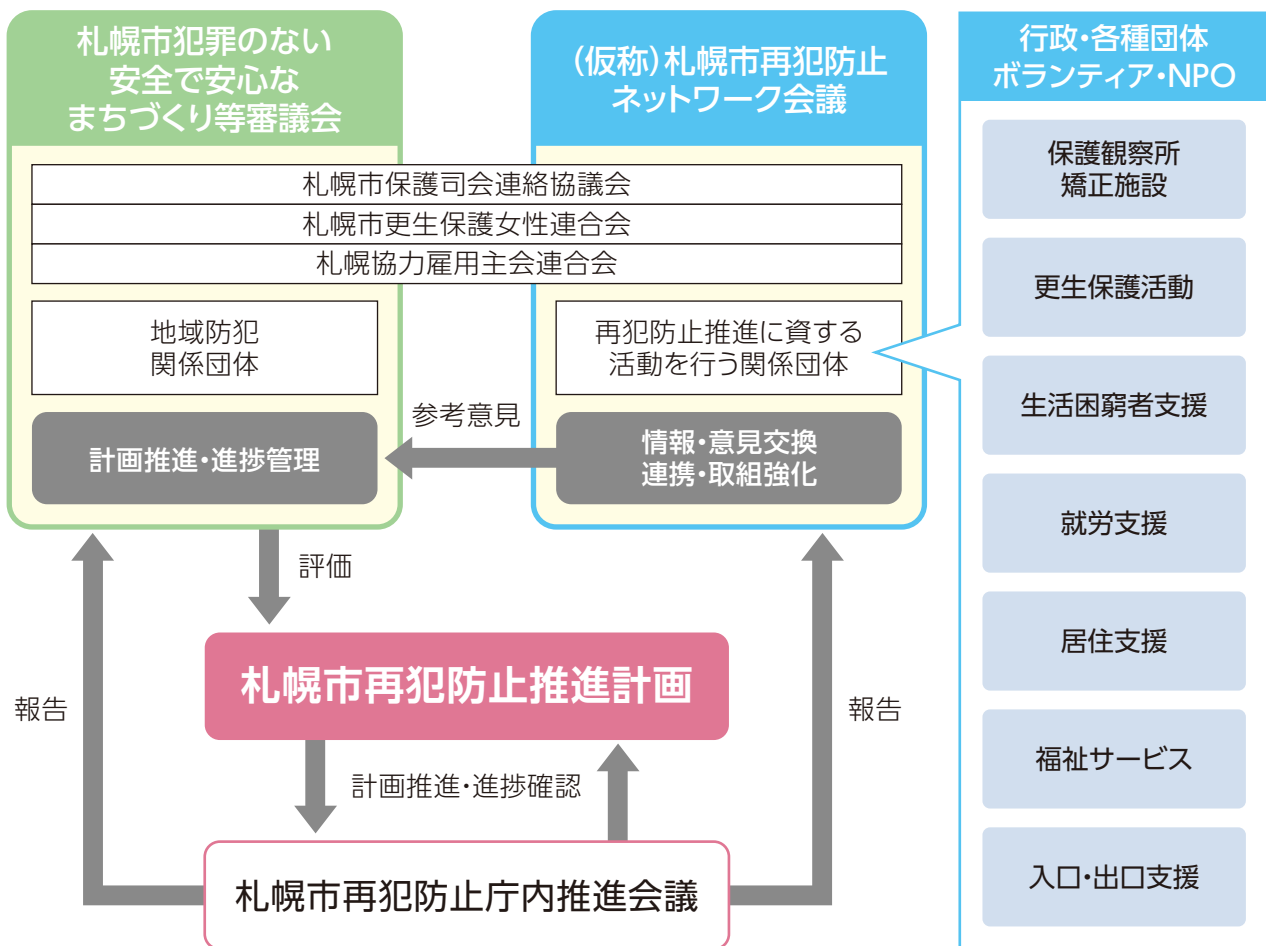 札幌市犯罪のない
安全で安心な
まちづくり等審議会
(仮称)札幌市再犯防止
ネットワーク会議
札幌市保護司会連絡協議会
札幌市更生保護女性連合会
札幌協力雇用主会連合会
地域防犯
関係団体
再犯防止推進に資する
活動を行う関係団体
計画推進・進捗管理
参考意見
情報・意見交換
連携・取組強化
評価
札幌市再犯防止推進計画
報告
報告
計画推進・進捗確認
札幌市再犯防止庁内推進会議
行政・各種団体
ボランティア・NPO
保護観察所
矯正施設
更生保護活動
生活困窮者支援
就労支援
居住支援
福祉サービス
入口・出口支援